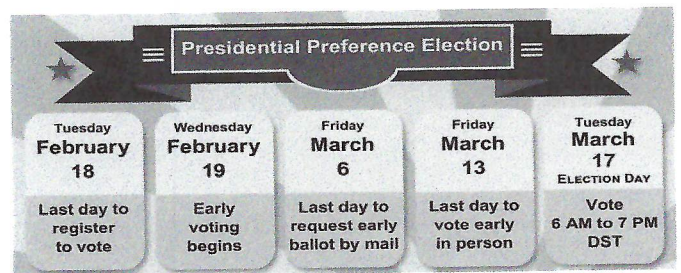 Presidential Preference Election
Tuesday
February
18
Last day to
register
to vote
Wednesday
February
19
Early
voting
begins
Friday
March
6
Last day to
request early
ballot by mail
Friday
March
13
Last day to
vote early
in person
Tuesday
March
17
ELECTION DAY
Vote
6 AM to 7 PM
DST